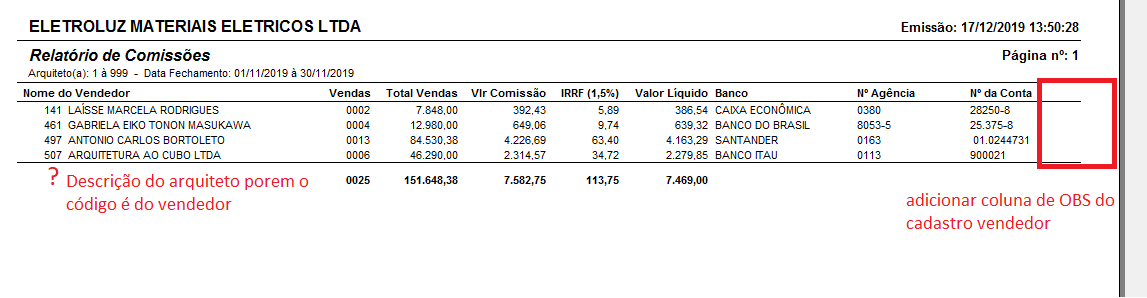 ELETROLUZ MATERIAIS ELETRICOS LTDA Emissão: 17/12/2019 13:50:28
Relatório de Comissões Página nº: 1
Arquiteto(a): 1 à 999 - Data Fechamento: 01/11/2019 à 30/11/2019
Nome do Vendedor Vendas Total Vendas Vlr Comissão IRRF (1,5%) Valor Líquido Banco Nº Agência Nº da Conta
141 LAÍSSE MARCELA RODRIGUES 0002 7.848,00 392,43 5,89 386,54 CAIXA ECONÔMICA 0380 28250-8
461 GABRIELA EIKO TONON MASUKAWA 0004 12.980,00 649,06 9,74 639,32 BANCO DO BRASIL 8053-5 25.375-8
497 ANTONIO CARLOS BORTOLETO 0013 84.530,38 4.226,69 63,40 4.163,29 SANTANDER 0163 01.0244731
507 ARQUITETURA AO CUBO LTDA 0006 46.290,00 2.314,57 34,72 2.279,85 BANCO ITAU 0113 900021
0025 151.648,38 7.582,75 113,75 7.469,00
? Descrição do arquiteto porem o
código é do vendedor
adicionar coluna de OBS do
cadastro vendedor